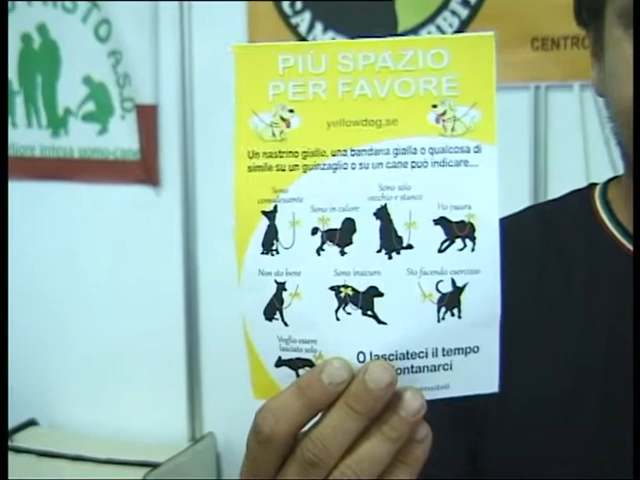 A.S.D.
CENTRO
PIÙ SPAZIO
PER FAVORE
yellowdog.se
Un nastrino giallo, una bandana gialla o qualcosa di
simile su un guinzaglio o su un cane può indicare...
Sono
convalescente
Sono in calore
Sono solo
vecchio e stanco
Ho paura
Non sto bene
Sono insicuro
Sto facendo esercizio
Voglio essere
lasciato solo
O lasciateci il tempo